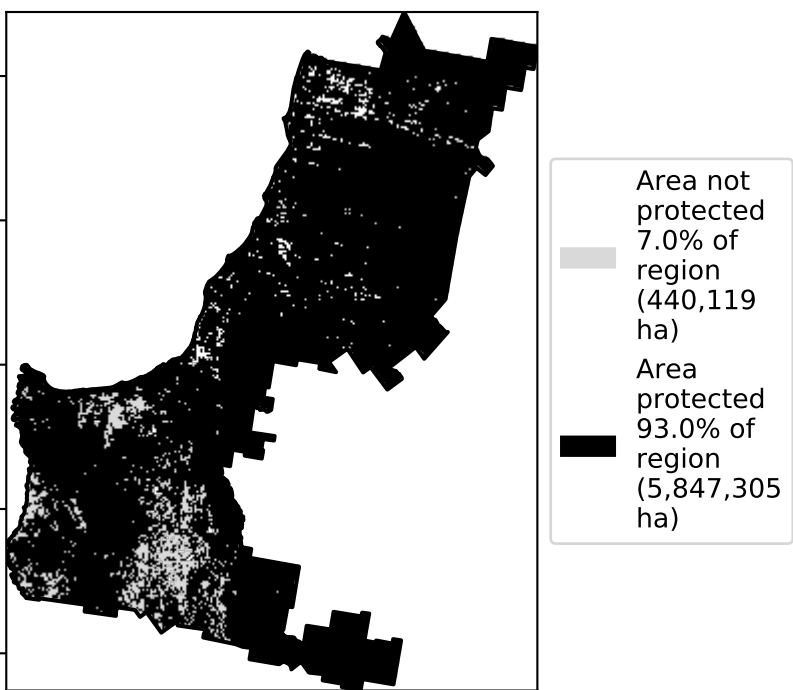 Area not
protected
7.0% of
region
(440,119
ha)
Area
protected
93.0% of
region
(5,847,305
ha)